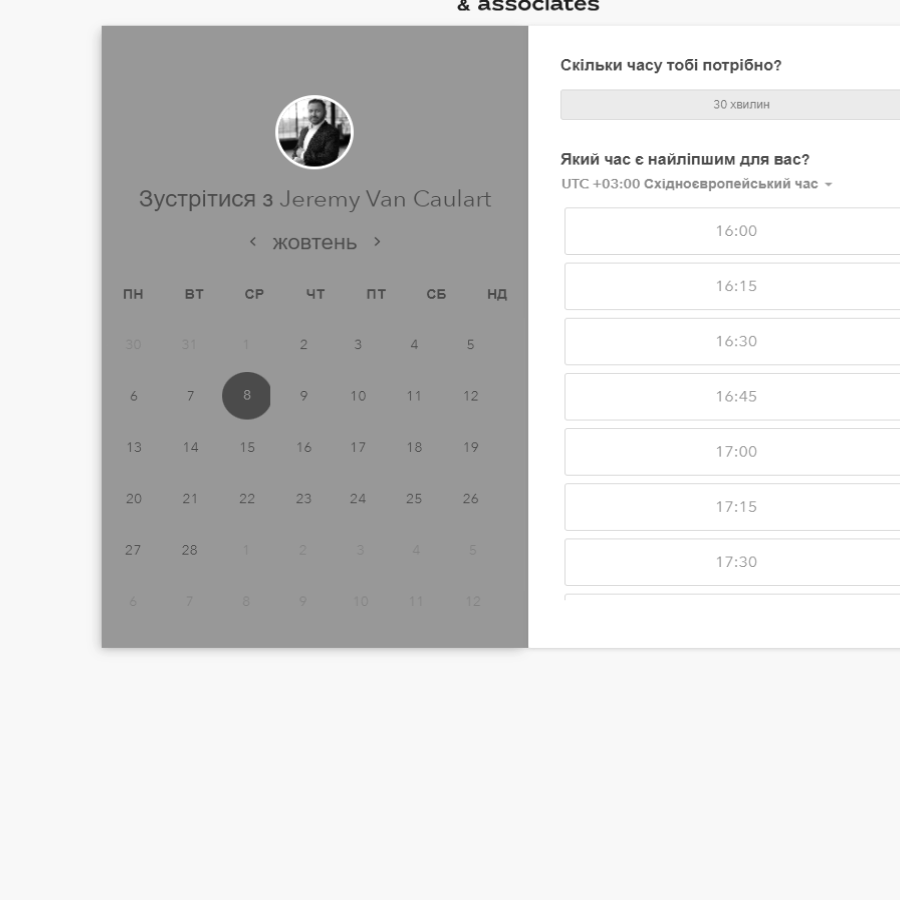 & associates
Зустрітися з Jeremy Van Caulart
жовтень
ПН ВТ СР ЧТ ПТ СБ НД
30 31 1 2 3 4 5
6 7 8 9 10 11 12
13 14 15 16 17 18 19
20 21 22 23 24 25 26
27 28 1 2 3 4 5
6 7 8 9 10 11 12
Скільки часу тобі потрібно?
30 хвилин
Який час є найліпшим для вас?
UTC +03:00 Східноєвропейський час
16:00
16:15
16:30
16:45
17:00
17:15
17:30